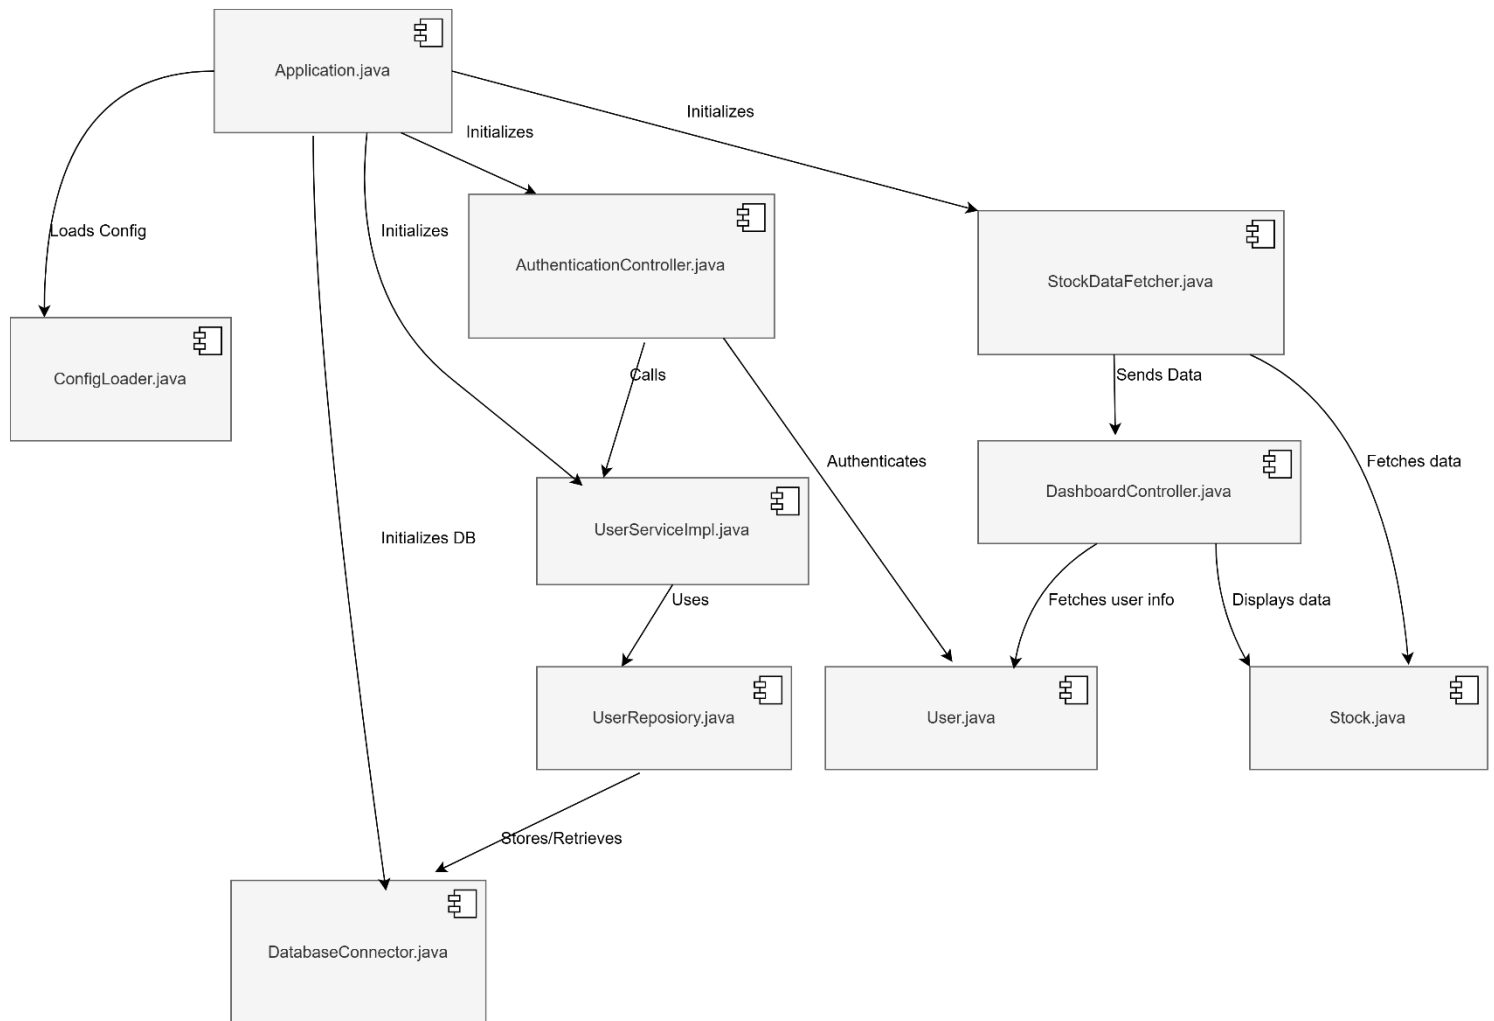 Application.java
Initializes
Initializes
Loads Config
Initializes
AuthenticationController.java
StockDataFetcher.java
ConfigLoader.java
Calls
Sends Data
Authenticates
Fetches data
DashboardController.java
UserServiceImpl.java
Initializes DB
Uses
Fetches user info
Displays data
UserReposiory.java
User.java
Stock.java
Stores/Retrieves
DatabaseConnector.java